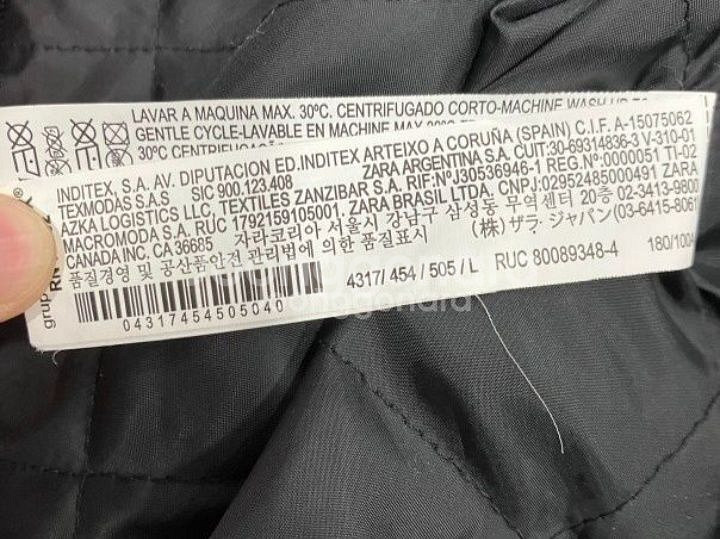 LAVAR A MAQUINA MAX. 30ºC. CENTRIFUGADO CORTO-MACHINE WASH
GENTLE CYCLE-LAVABLE EN MACHINE MAX
30ºC
INDITEX, S.A. AV. DIPUTACION ED.INDITEX ARTEIXO A CORUÑA (SPAIN) C.I.F. A-15075062
TEXMODAS S.A.S SIC 900.123.408 ZARA ARGENTINA S.A. CUIT:30-69314836-3 V-310-01
AZKA LOGISTICS LLC, TEXTILES ZANZIBAR S.A. RIF:NºJ30536946-1 REG.Nº:0000051 TI-02
MACROMODA S.A. RUC 1792159105001. ZARA BRASIL LTDA. CNPJ:02952485000491 ZARA
CANADA INC. CA 36685 자라코리아 서울시 강남구 삼성동 무역센터 20층 02-3413-9800
품질경영 및 공산품안전 관리법에 의한 품질표시 (株) ザラ・ジャパン (03-6415-8061
grup
RN
04317454505040
4317/ 454 / 505 / L RUC 80089348-4 180/100A